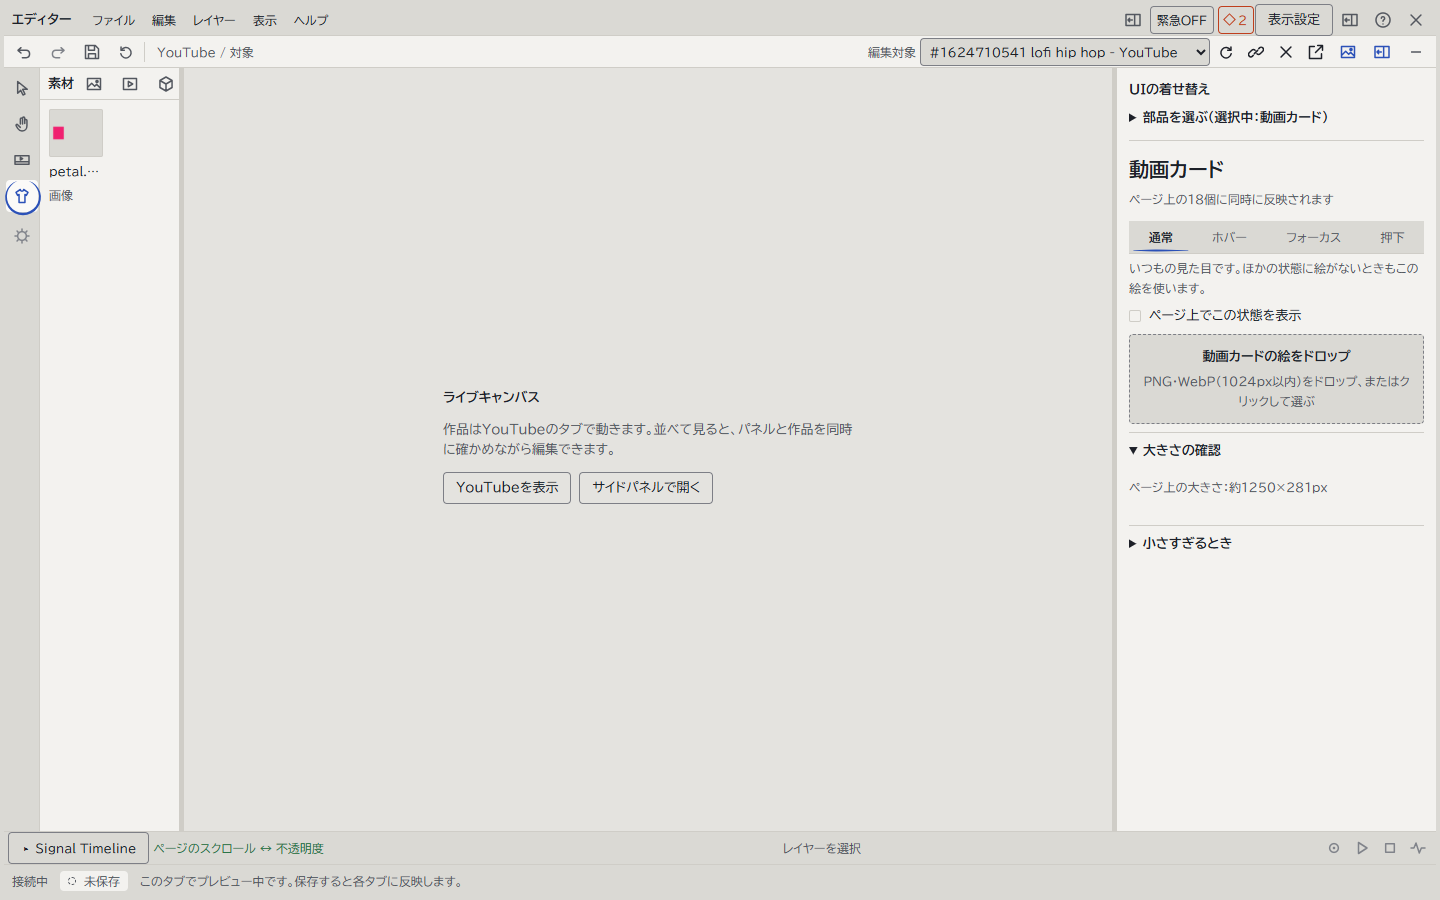 エディター ファイル 編集 レイヤー 表示 ヘルプ 緊急OFF 2 表示設定
YouTube / 対象 編集対象 #1624710541 lofi hip hop - YouTube
素材
petal.…
画像
ライブキャンバス
作品はYouTubeのタブで動きます。並べて見ると、パネルと作品を同時
に確かめながら編集できます。
YouTubeを表示 サイドパネルで開く
UIの着せ替え
▶ 部品を選ぶ(選択中:動画カード)
動画カード
ページ上の18個に同時に反映されます
通常 ホバー フォーカス 押下
いつもの見た目です。ほかの状態に絵がないときもこの
絵を使います。
ページ上でこの状態を表示
動画カードの絵をドロップ
PNG・WebP(1024px以内)をドロップ、またはク
リックして選ぶ
▼ 大きさの確認
ページ上の大きさ:約1250×281px
▶ 小さすぎるとき
▸ Signal Timeline ページのスクロール ↔ 不透明度 レイヤーを選択
接続中 未保存 このタブでプレビュー中です。保存すると各タブに反映します。